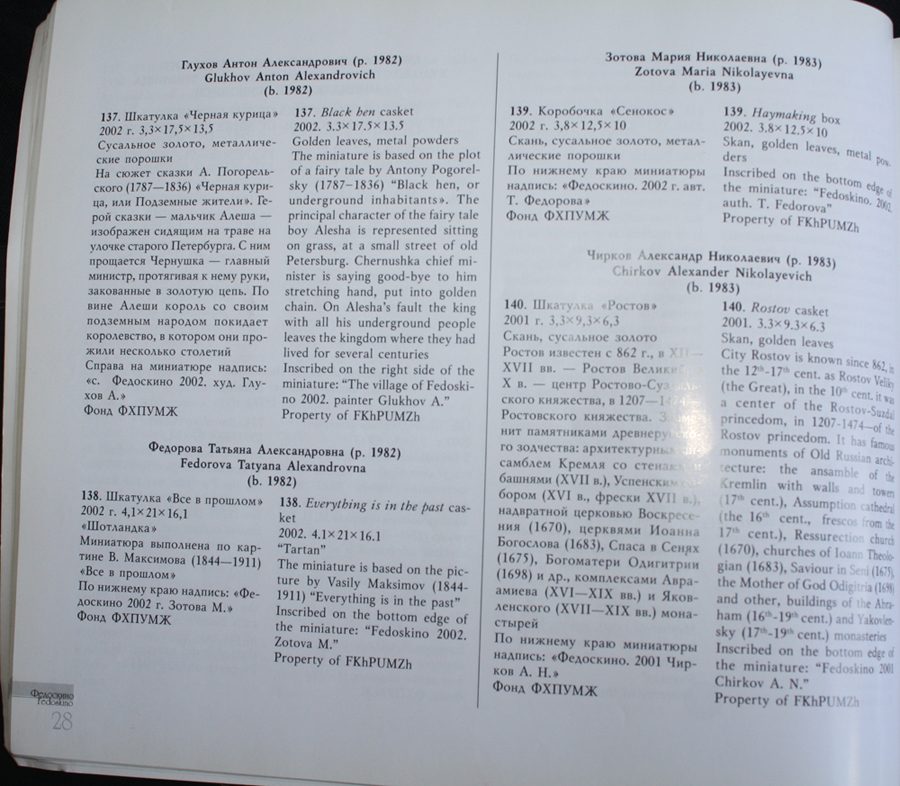 Глухов Антон Александрович (р. 1982)
Glukhov Anton Alexandrovich
(b. 1982)
137. Шкатулка «Черная курица»
2002 г. 3,3×17,5×13,5
Сусальное золото, металличе-
ские порошки
На сюжет сказки А. Погорель-
ского (1787—1836) «Черная кури-
ца, или Подземные жители». Ге-
рой сказки — мальчик Алеша —
изображен сидящим на траве на
улочке старого Петербурга. С ним
прощается Чернушка — главный
министр, протягивая к нему руки,
закованные в золотую цепь. По
вине Алеши король со своим
подземным народом покидает
королевство, в котором они про-
жили несколько столетий
Справа на миниатюре надпись:
«с. Федоскино 2002. худ. Глу-
хов А.»
Фонд ФХПУМЖ
137. Black hen casket
2002. 3.3×17.5×13.5
Golden leaves, metal powders
The miniature is based on the plot
of a fairy tale by Antony Pogorel-
sky (1787–1836) “Black hen, or
underground inhabitants». The
principal character of the fairy tale
boy Alesha is represented sitting
on grass, at a small street of old
Petersburg. Chernushka chief mi-
nister is saying good-bye to him
stretching hand, put into golden
chain. On Alesha’s fault the king
with all his underground people
leaves the kingdom where they had
lived for several centuries
Inscribed on the right side of the
miniature: “The village of Fedoski-
no 2002. painter Glukhov A.”
Property of FKhPUMZh
Федорова Татьяна Александровна (р. 1982)
Fedorova Tatyana Alexandrovna
(b. 1982)
138. Шкатулка «Все в прошлом»
2002 г. 4,1×21×16,1
«Шотландка»
Миниатюра выполнена по кар-
тине В. Максимова (1844—1911)
«Все в прошлом»
По нижнему краю надпись: «Фе-
доскино 2002 г. Зотова М.»
Фонд ФХПУМЖ
138. Everything is in the past cas-
ket
2002. 4.1×21×16.1
“Tartan”
The miniature is based on the pic-
ture by Vasily Maksimov (1844-
1911) “Everything is in the past”
Inscribed on the bottom edge of
the miniature: “Fedoskino 2002.
Zotova M.”
Property of FKhPUMZh
Зотова Мария Николаевна (р. 1983)
Zotova Maria Nikolayevna
(b. 1983)
139. Коробочка «Сенокос»
2002 г. 3,8×12,5×10
Скань, сусальное золото, метал-
лические порошки
По нижнему краю миниатюры
надпись: «Федоскино. 2002 г. авт.
Т. Федорова»
Фонд ФХПУМЖ
139. Haymaking box
2002. 3.8×12.5×10
Skan, golden leaves, metal pow-
ders
Inscribed on the bottom edge of
the miniature: “Fedoskino. 2002.
auth. T. Fedorova”
Property of FKhPUMZh
Чирков Александр Николаевич (р. 1983)
Chirkov Alexander Nikolayevich
(b. 1983)
140. Шкатулка «Ростов»
2001 г. 3,3×9,3×6,3
Скань, сусальное золото
Ростов известен с 862 г., в
XVII вв. — Ростов Великий
X в. — центр Ростово-Суздаль-
ского княжества, в 1207—1474—
Ростовского княжества.
нит памятниками древнерусско-
го зодчества: архитектурным ан-
самблем Кремля со стенами и
башнями (XVII в.), Успенским со-
бором (XVI в., фрески XVII в.),
надвратной церковью Воскресе-
ния (1670), церквями Иоанна
Богослова (1683), Спаса в Сенях
(1675), Богоматери Одигитрии
(1698) и др., комплексами Авра-
амиева (XVI—XIX вв.) и Яков-
ленского (XVII—XIX вв.) мона-
стырей
По нижнему краю миниатюры
надпись: «Федоскино. 2001 Чир-
ков А. Н.»
Фонд ФХПУМЖ
140. Rostov casket
2001. 3.3×9.3×6.3
Skan, golden leaves
City Rostov is known since 862, in
the 12th-17th cent. as Rostov Veliky
(the Great), in the 10th cent. it was
a center of the Rostov-Suzdal
princedom, in 1207-1474—of the
Rostov princedom. It has famous
monuments of Old Russian archi-
tecture: the ansamble of the
Kremlin with walls and towers
(17th cent.), Assumption cathedral
(the 16th cent., frescos from the
17th cent.), Ressurection church
(1670), churches of Ioann Theolo-
gian (1683), Saviour in Seni (1675),
the Mother of God Odigitria (1698)
and other, buildings of the Abra-
ham (16th-19th cent.) and Yakovlev-
sky (17th-19th cent.) monasteries
Inscribed on the bottom edge of
the miniature: “Fedoskino 2001
Chirkov A. N.”
Property of FKhPUMZh
Федоскино
Fedoskino
28